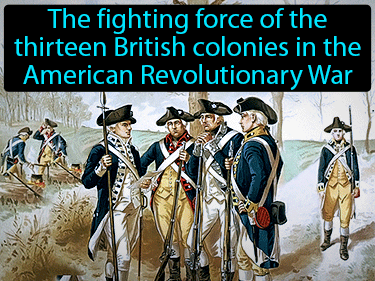 The fighting force of the
thirteen British colonies in the
American Revolutionary War